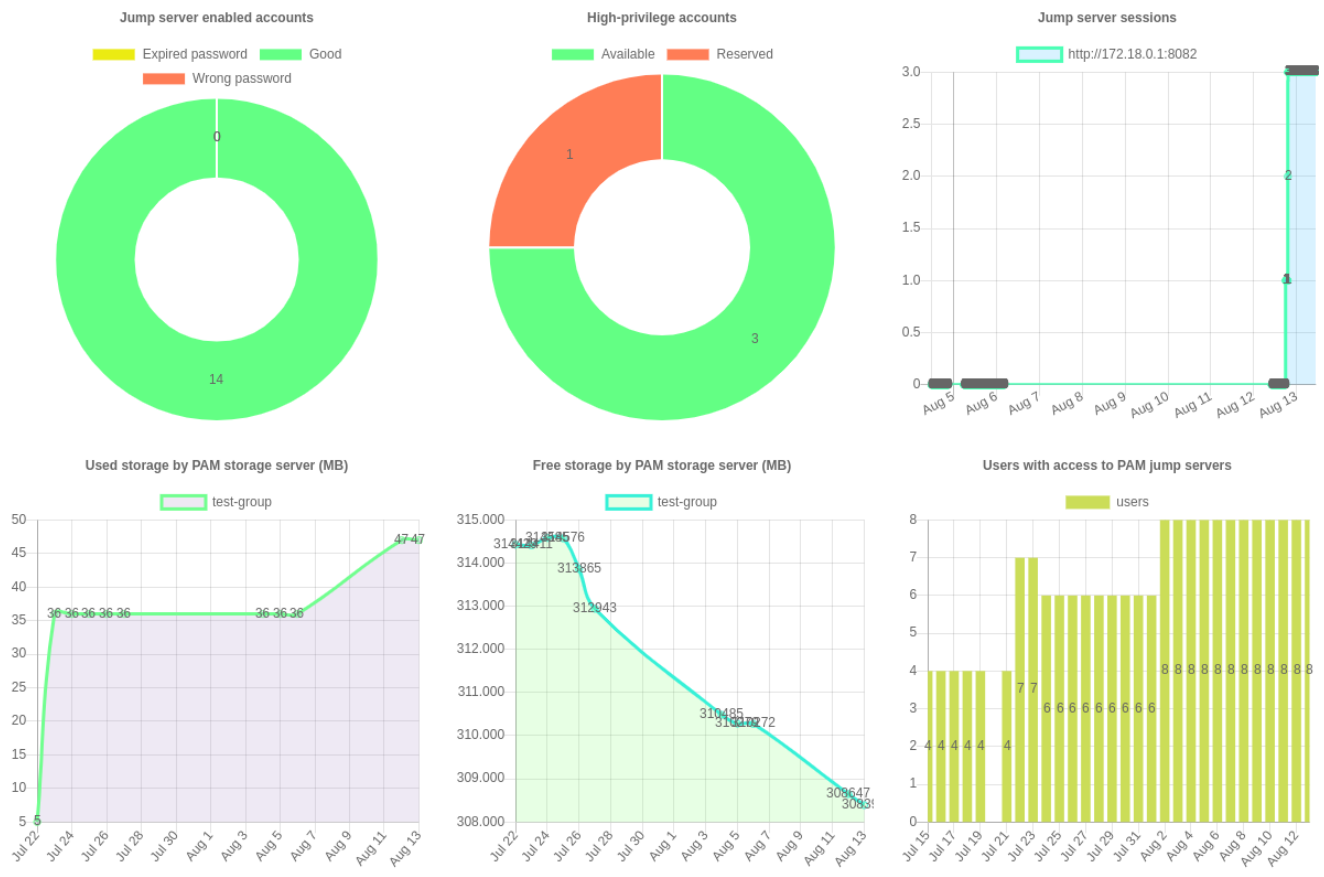 Jump server enabled accounts
Expired password Good
Wrong password
0
14
High-privilege accounts
Available Reserved
1
3
Jump server sessions
http://172.18.0.1:8082
3.0
2.5
2.0
1.5
1.0
0.5
0
2
1
Aug 5 Aug 6 Aug 7 Aug 8 Aug 9 Aug 10 Aug 11 Aug 12 Aug 13
Used storage by PAM storage server (MB)
test-group
50
45
40
35
30
25
20
15
10
5
47 47
36 36 36 36 36 36 36 36
5
Jul 22 Jul 24 Jul 26 Jul 28 Jul 30 Aug 1 Aug 3 Aug 5 Aug 7 Aug 9 Aug 11 Aug 13
Free storage by PAM storage server (MB)
test-group
315.000
314.000
313.000
312.000
311.000
310.000
309.000
308.000
313865
312943
310485
308647
Jul 22 Jul 24 Jul 26 Jul 28 Jul 30 Aug 1 Aug 3 Aug 5 Aug 7 Aug 9 Aug 11 Aug 13
Users with access to PAM jump servers
users
8
7
6
5
4
3
2
1
0
8 8 8 8 8 8 8 8 8 8 8 8
7 7
6 6 6 6 6 6 6 6 6
4 4 4 4 4 4
Jul 15 Jul 17 Jul 19 Jul 21 Jul 23 Jul 25 Jul 27 Jul 29 Jul 31 Aug 2 Aug 4 Aug 6 Aug 8 Aug 10 Aug 12